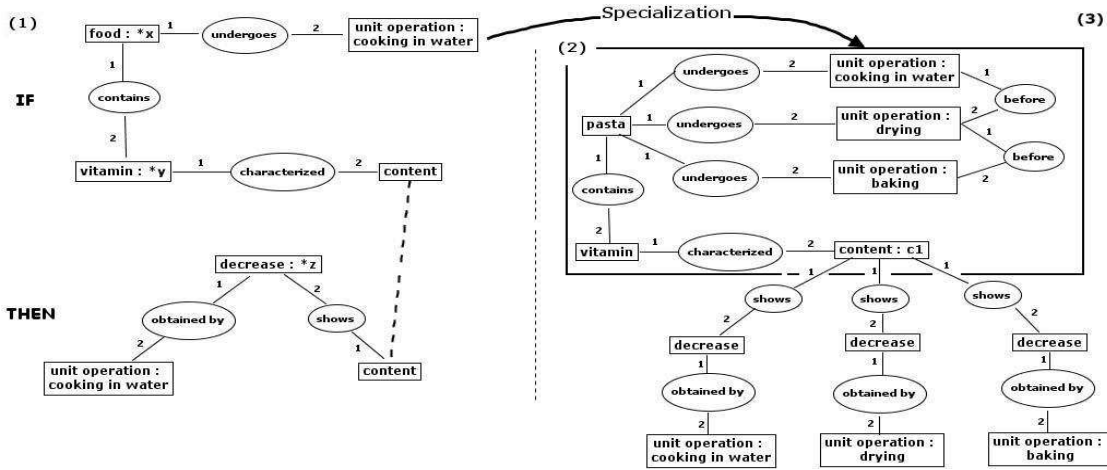 (1)
food : *x
1
undergoes
2
unit operation :
cooking in water
1
contains
2
IF
vitamin : *y
1
characterized
2
content
THEN
decrease : *z
1
obtained by
2
unit operation :
cooking in water
2
shows
1
content
Specialization
(2)
(3)
pasta
1
undergoes
2
unit operation :
cooking in water
1
before
2
1
undergoes
2
unit operation :
drying
1
before
2
1
undergoes
2
unit operation :
baking
1
contains
2
vitamin
1
characterized
2
content : c1
1
shows
2
decrease
1
obtained by
2
unit operation :
cooking in water
1
shows
2
decrease
1
obtained by
2
unit operation :
drying
1
shows
2
decrease
1
obtained by
2
unit operation :
baking